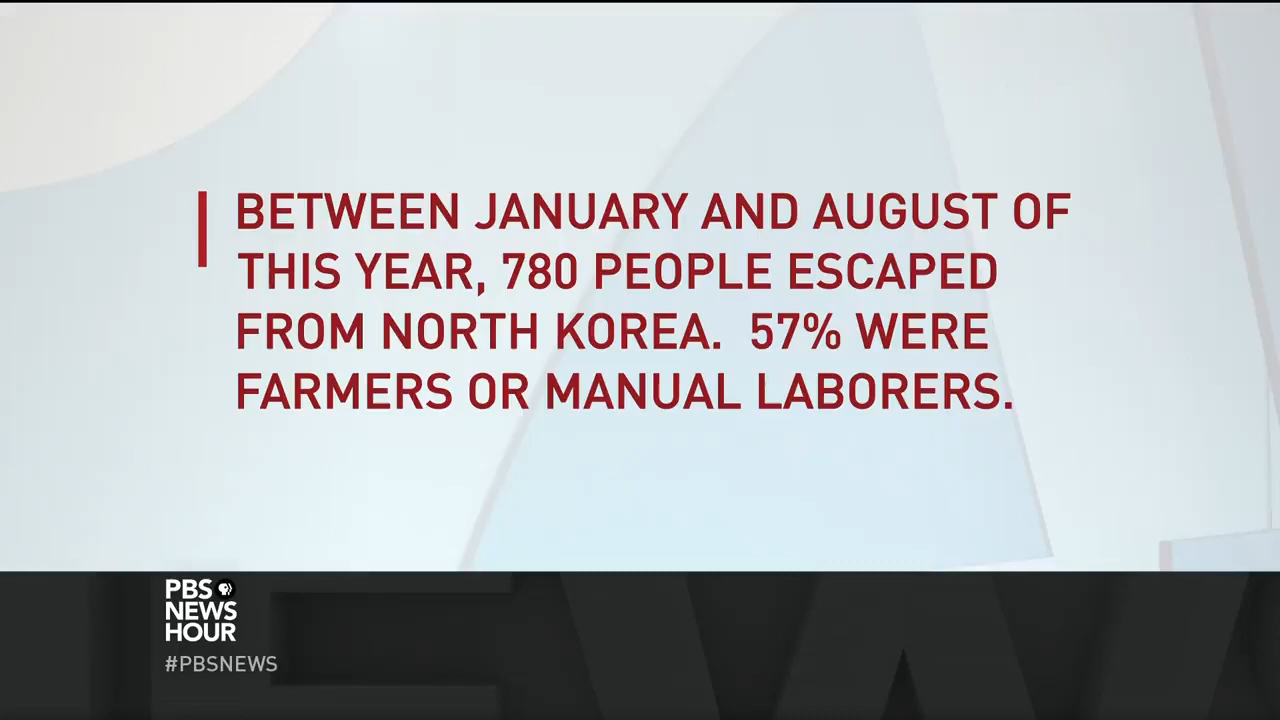 BETWEEN JANUARY AND AUGUST OF
THIS YEAR, 780 PEOPLE ESCAPED
FROM NORTH KOREA.  57% WERE
FARMERS OR MANUAL LABORERS.
PBS
NEWS
HOUR
#PBSNEWS